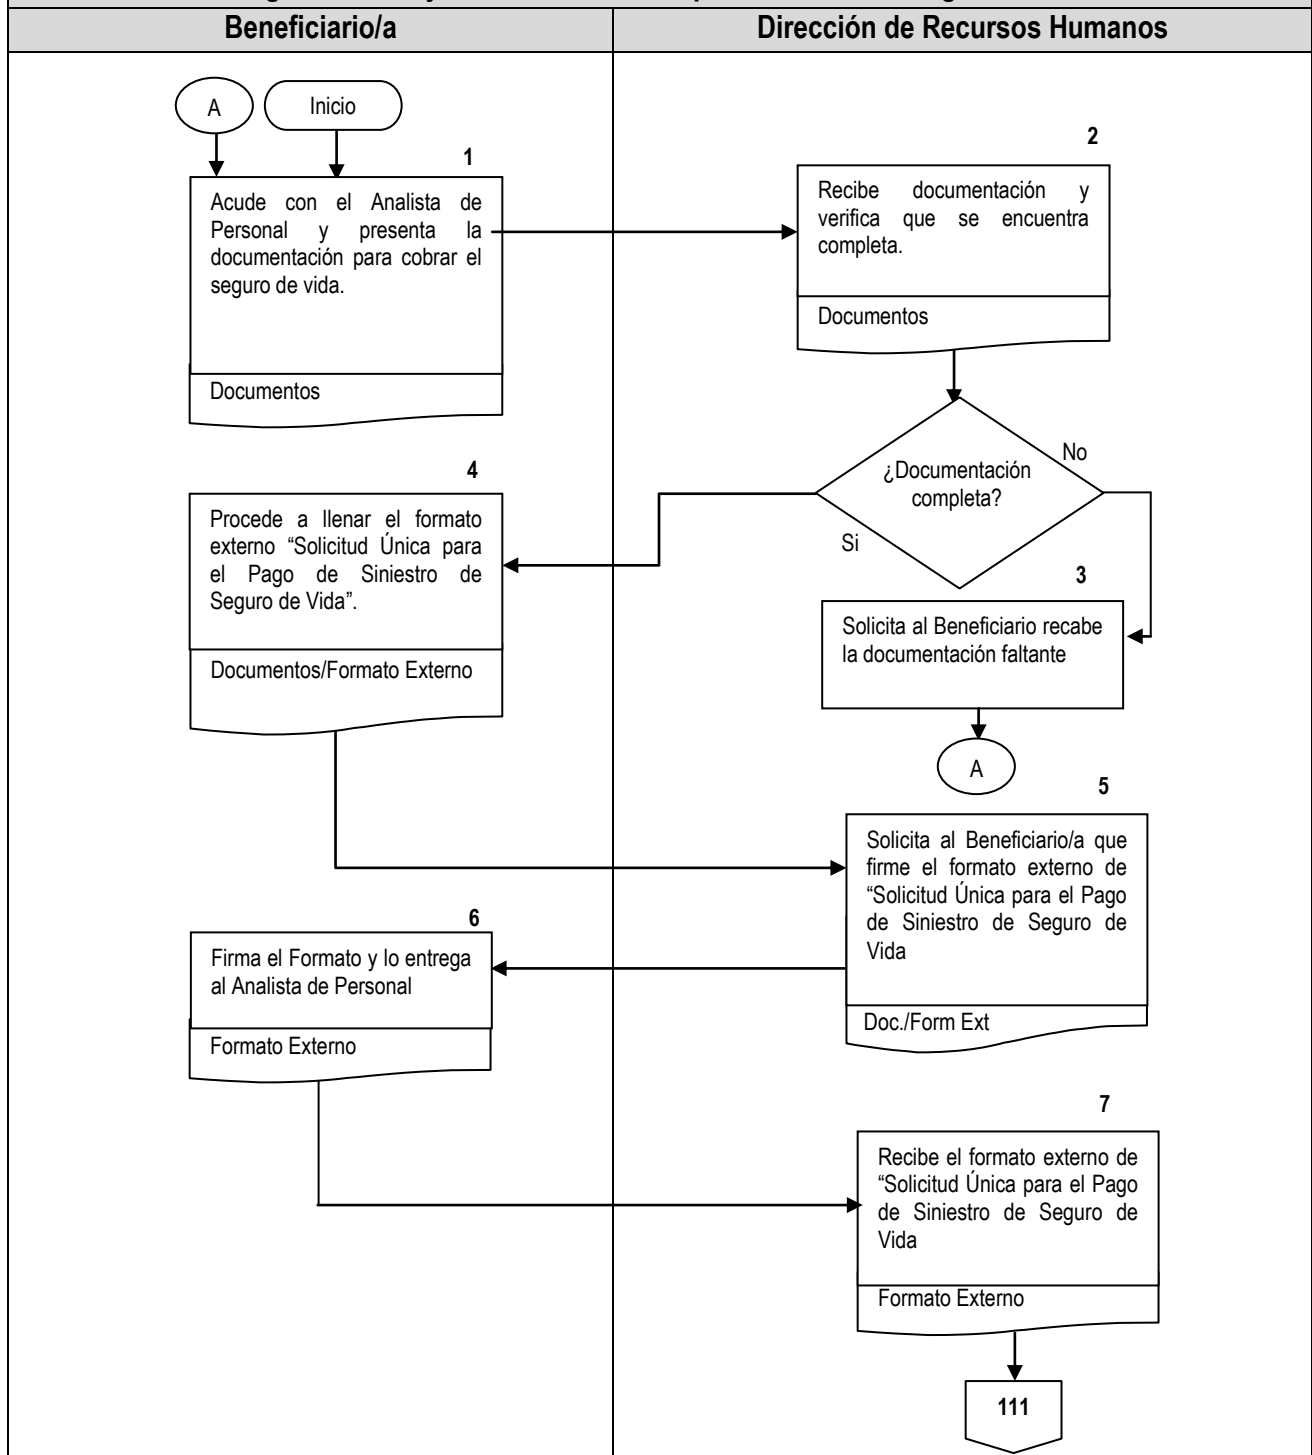 Beneficiario/a
Dirección de Recursos Humanos
A
Inicio
1
Acude con el Analista de
Personal y presenta la
documentación para cobrar el
seguro de vida.
Documentos
2
Recibe documentación y
verifica que se encuentra
completa.
Documentos
¿Documentación
completa?
No
Si
3
Solicita al Beneficiario recabe
la documentación faltante
A
4
Procede a llenar el formato
externo “Solicitud Única para
el Pago de Siniestro de
Seguro de Vida”.
Documentos/Formato Externo
5
Solicita al Beneficiario/a que
firme el formato externo de
“Solicitud Única para el Pago
de Siniestro de Seguro de
Vida
Doc./Form Ext
6
Firma el Formato y lo entrega
al Analista de Personal
Formato Externo
7
Recibe el formato externo de
“Solicitud Única para el Pago
de Siniestro de Seguro de
Vida
Formato Externo
111